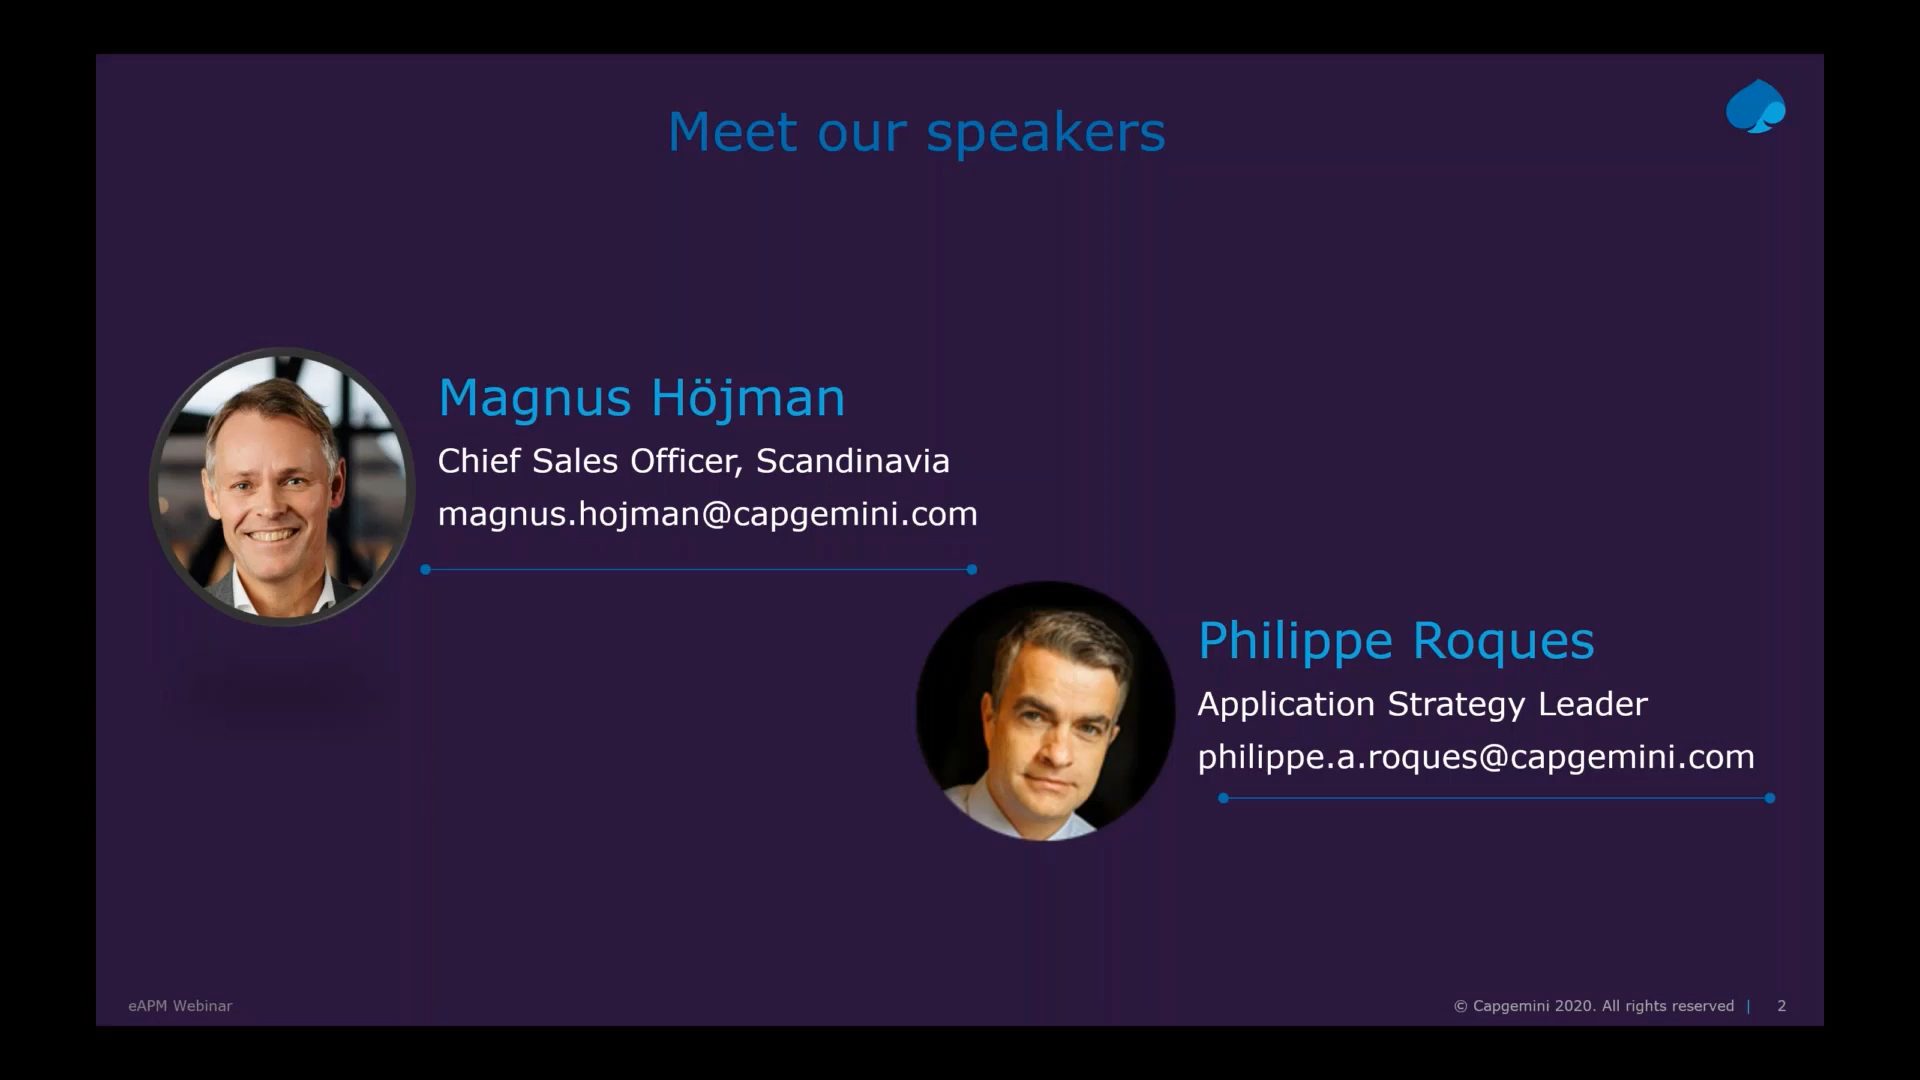 Meet our speakers
Magnus Höjman
Chief Sales Officer, Scandinavia
magnus.hojman@capgemini.com
Philippe Roques
Application Strategy Leader
philippe.a.roques@capgemini.com
eAPM Webinar
© Capgemini 2020. All rights reserved | 2